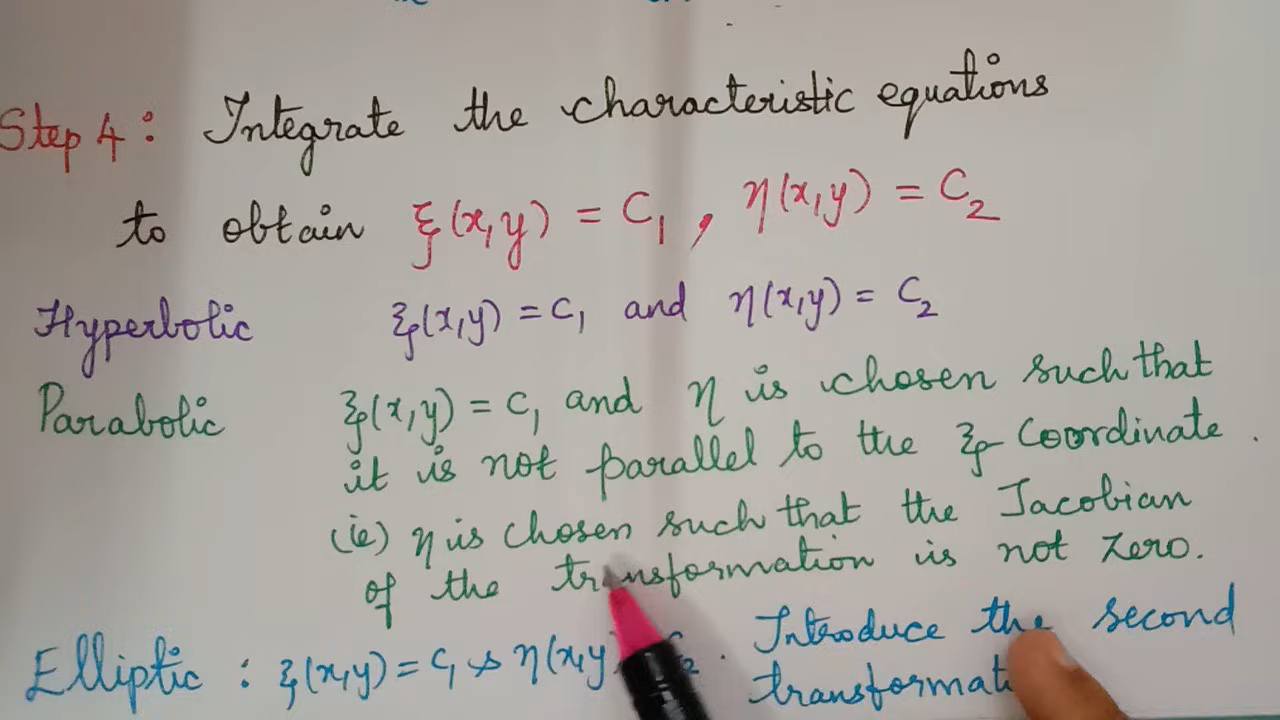 Step 4: Integrate the characteristic equations
to obtain ξ(x,y) = C₁, η(x,y) = C₂
Hyperbolic ξ(x,y) = C₁ and η(x,y) = C₂
Parabolic ξ(x,y) = C₁ and η is chosen such that
it is not parallel to the ξ coordinate.
(ie) η is chosen such that the Jacobian
of the transformation is not zero.
Elliptic : ξ(x,y) = C₁ & η(x,y) . Introduce the second